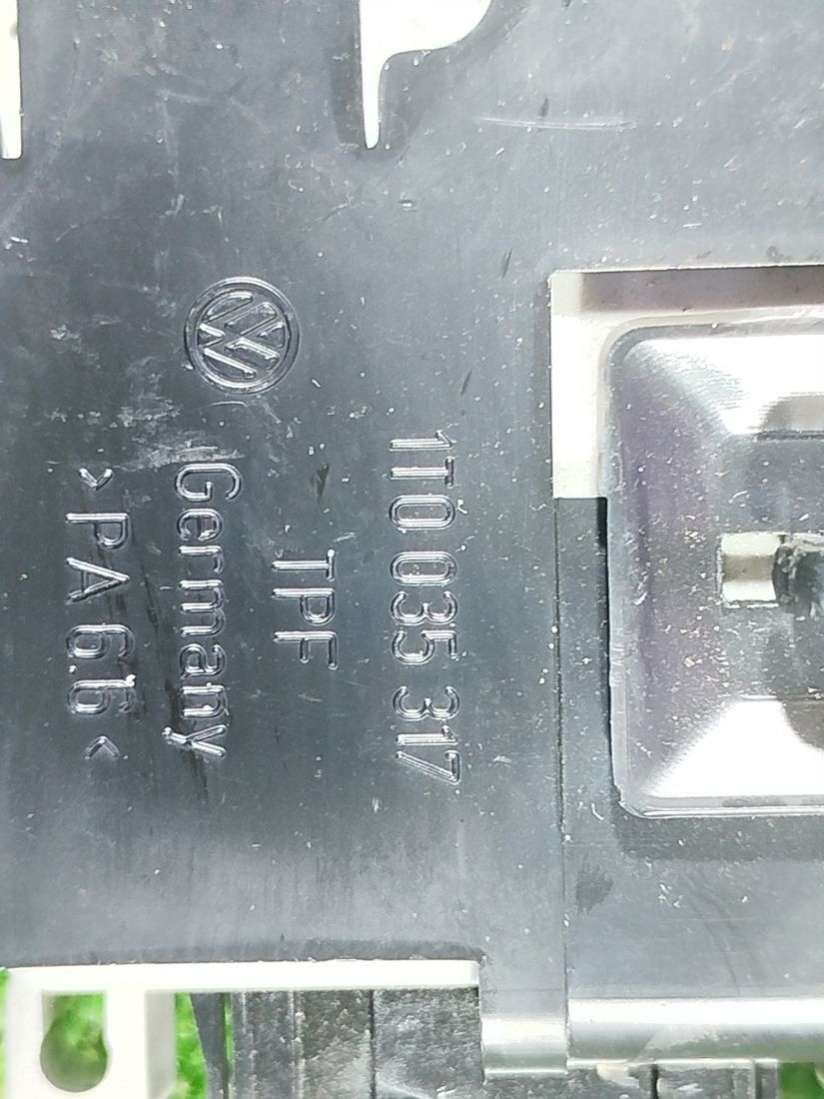 1T0 035 317
TPF
Germany
>PA 6.6<